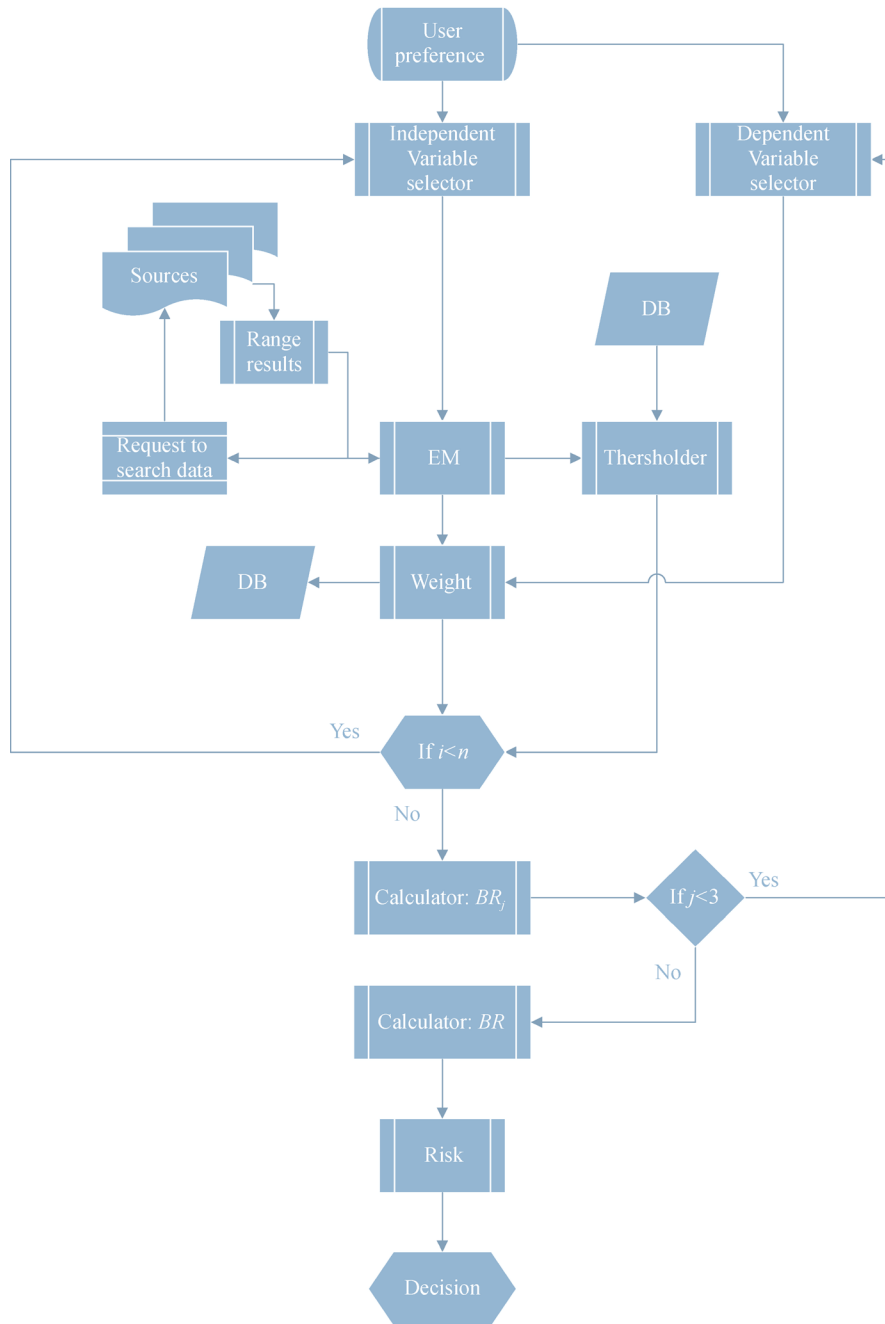 User
preference
Independent
Variable
selector
Dependent
Variable
selector
Sources
DB
Range
results
Request to
search data
EM
Thersholder
DB
Weight
Yes
If i<n
No
Calculator: BRj
If j<3
Yes
No
Calculator: BR
Risk
Decision